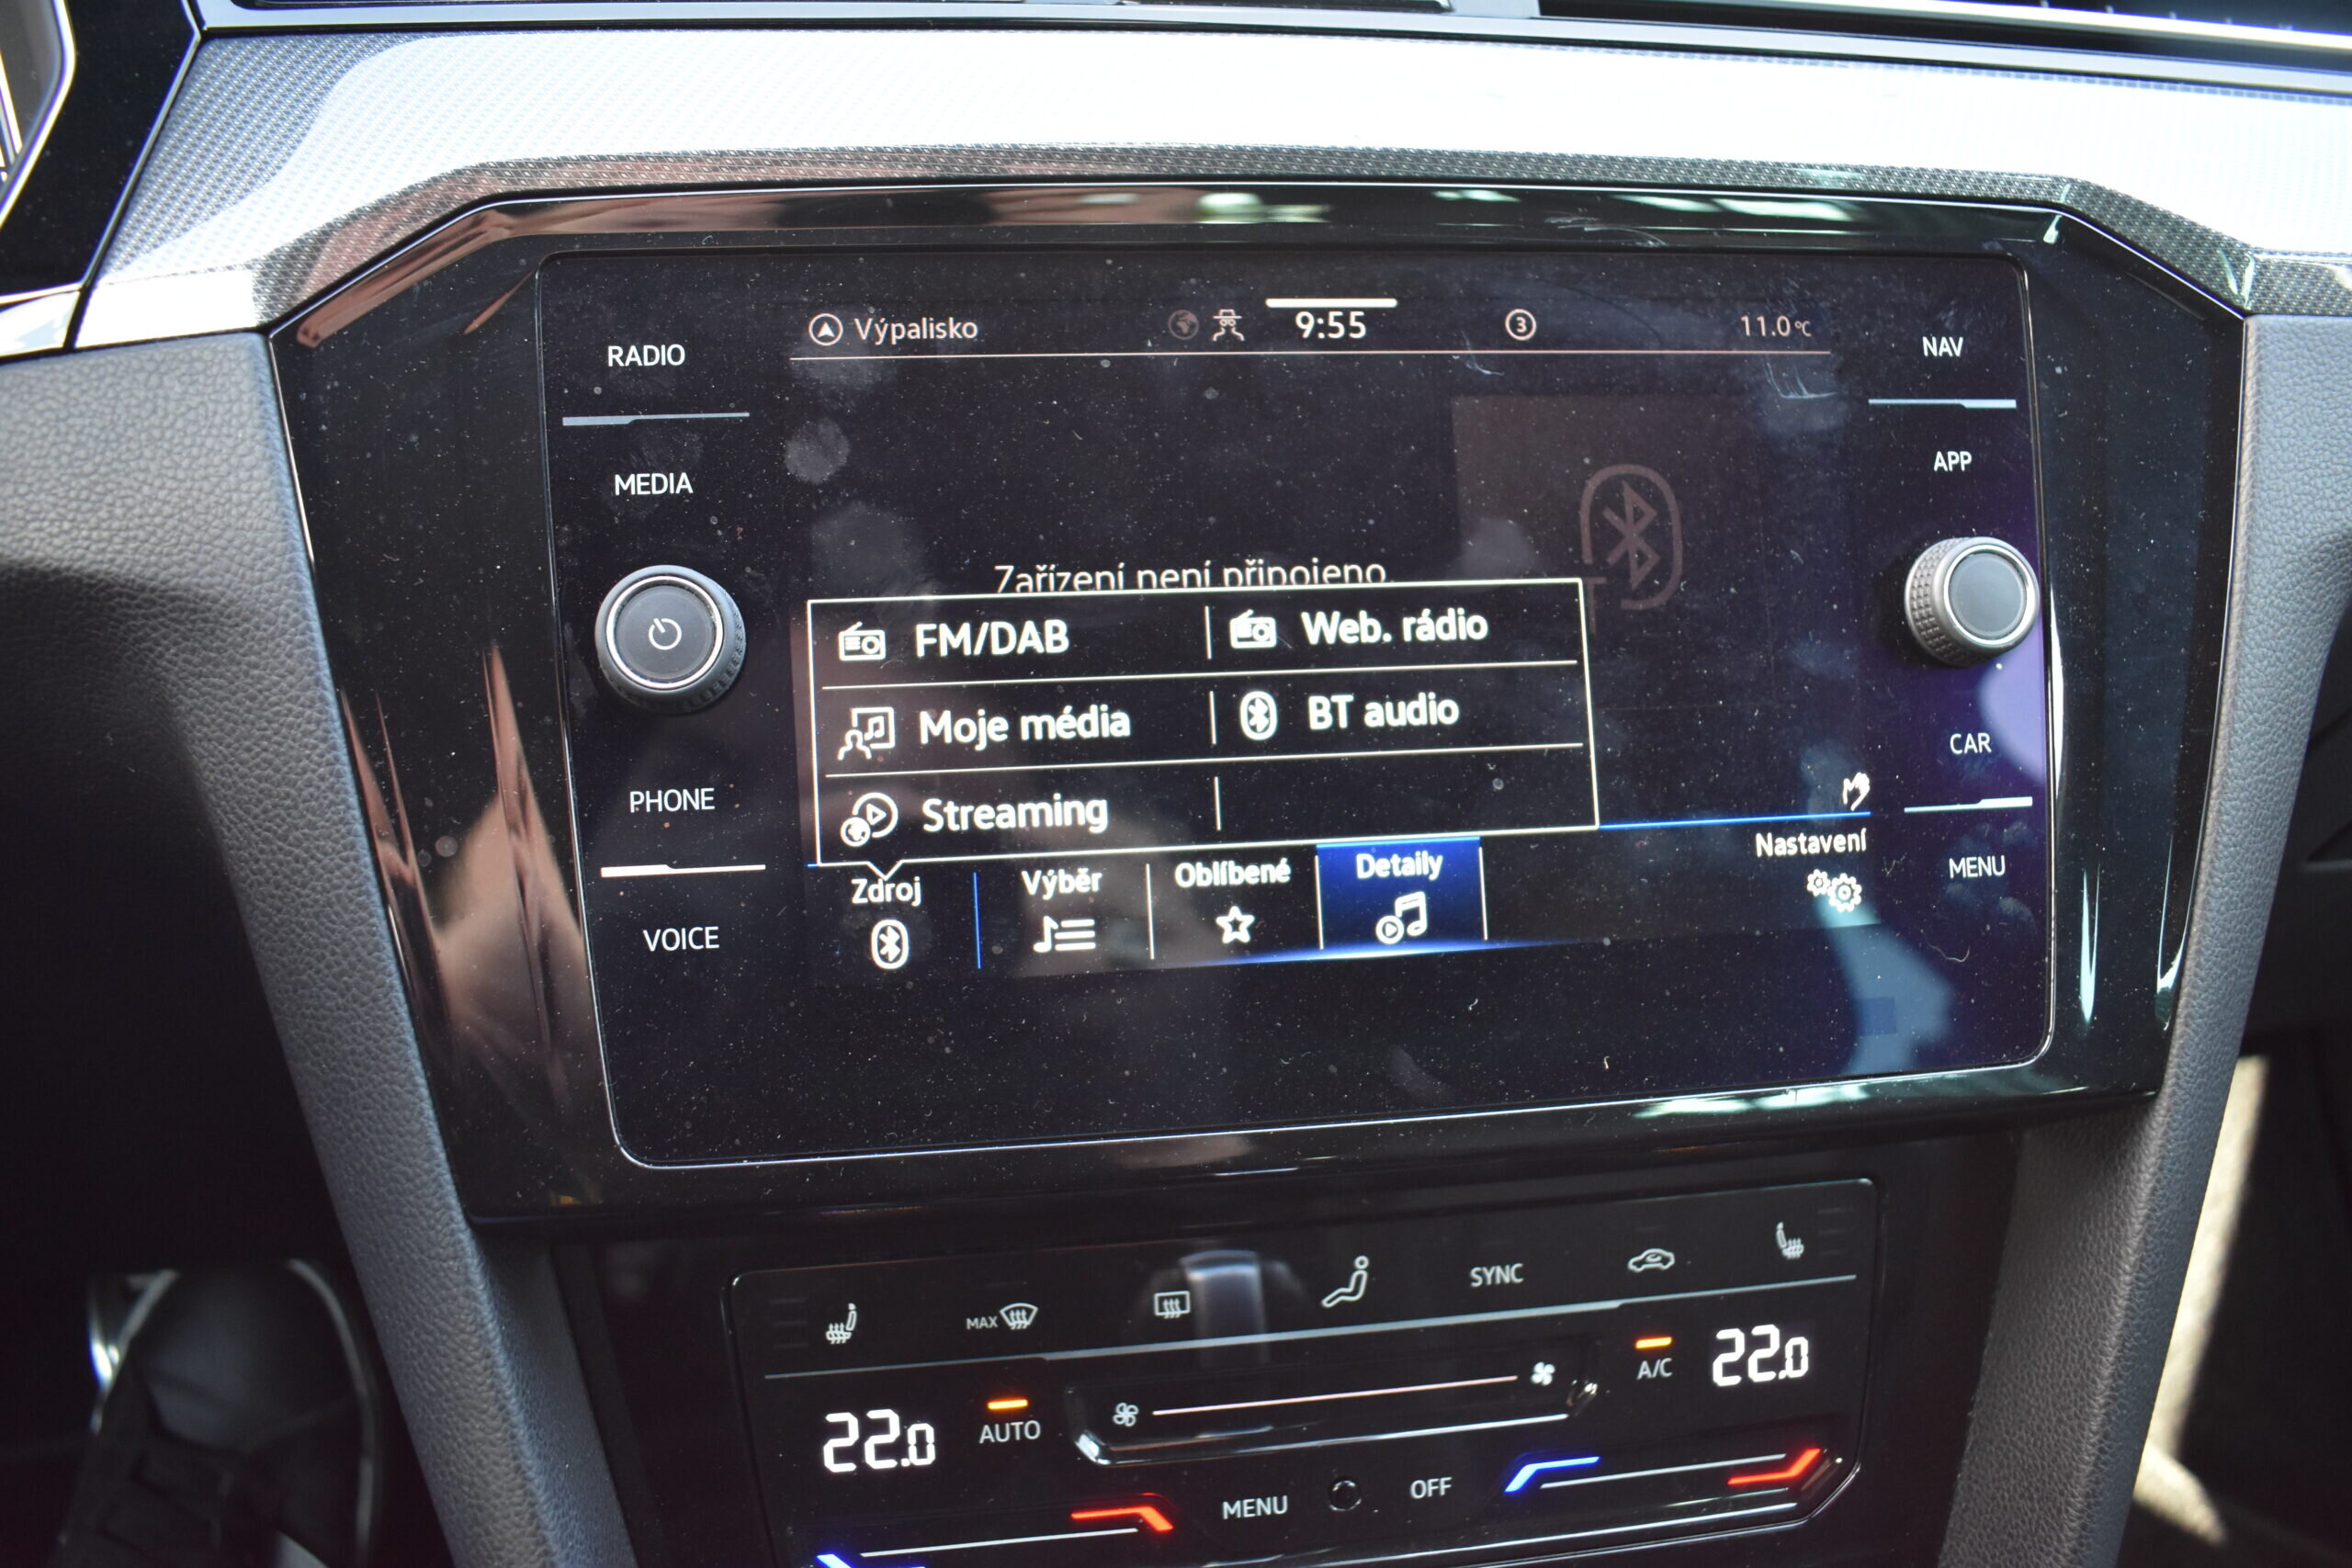 Výpalisko 9:55 3 11.0 °C
RADIO
MEDIA
PHONE
VOICE
NAV
APP
CAR
MENU
Zařízení není připojeno.
FM/DAB Web. rádio
Moje média BT audio
Streaming
Zdroj Výběr Oblíbené Detaily Nastavení
MAX SYNC
22.0 AUTO A/C 22.0
MENU OFF